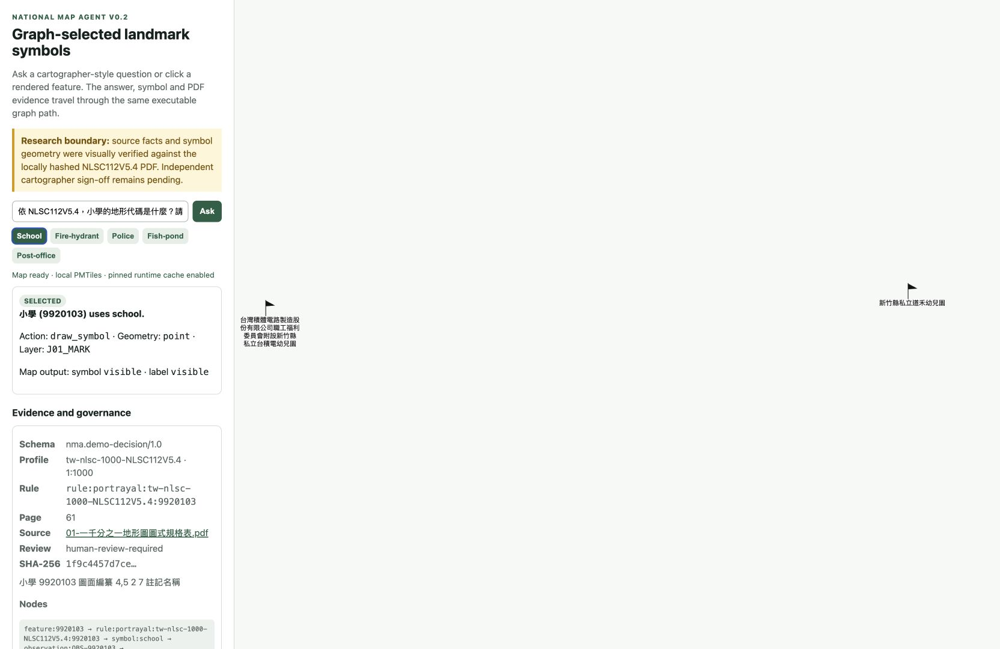 NATIONAL MAP AGENT V0.2
Graph-selected landmark
symbols
Ask a cartographer-style question or click a
rendered feature. The answer, symbol and PDF
evidence travel through the same executable
graph path.
Research boundary: source facts and symbol
geometry were visually verified against the
locally hashed NLSC112V5.4 PDF. Independent
cartographer sign-off remains pending.
依 NLSC112V5.4，小學的地形代碼是什麼？請
Ask
School
Fire-hydrant
Police
Fish-pond
Post-office
Map ready · local PMTiles · pinned runtime cache enabled
SELECTED
小學 (9920103) uses school.
Action: draw_symbol · Geometry: point ·
Layer: J01_MARK
Map output: symbol visible · label visible
Evidence and governance
Schema nma.demo-decision/1.0
Profile tw-nlsc-1000-NLSC112V5.4 ·
1:1000
Rule rule:portrayal:tw-nlsc-
1000-NLSC112V5.4:9920103
Page 61
Source 01-一千分之一地形圖圖式規格表.pdf
Review human-review-required
SHA-256 1f9c4457d7ce…
小學 9920103 圖面編纂 4,5 2 7 註記名稱
Nodes
feature:9920103 → rule:portrayal:tw-nlsc-1000-
NLSC112V5.4:9920103 → symbol:school →
observation:OBS-9920103 →
台灣積體電路製造股
份有限公司職工福利
委員會附設新竹縣
私立台積電幼兒園
新竹縣私立道禾幼兒園